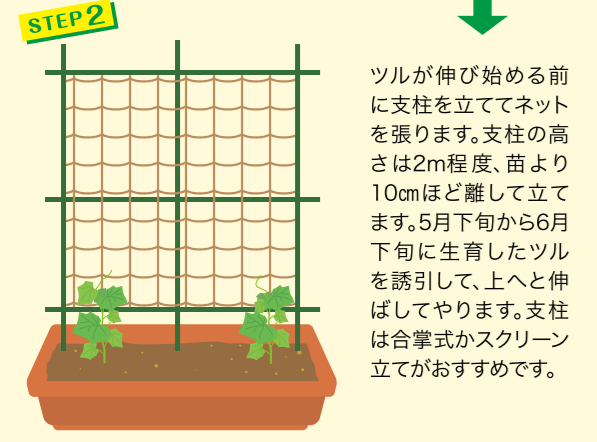 STEP2
ツルが伸び始める前
に支柱を立ててネット
を張ります。支柱の高
さは2m程度、苗より
10㎝ほど離して立て
ます。5月下旬から6月
下旬に生育したツル
を誘引して、上へと伸
ばしてやります。支柱
は合掌式かスクリーン
立てがおすすめです。